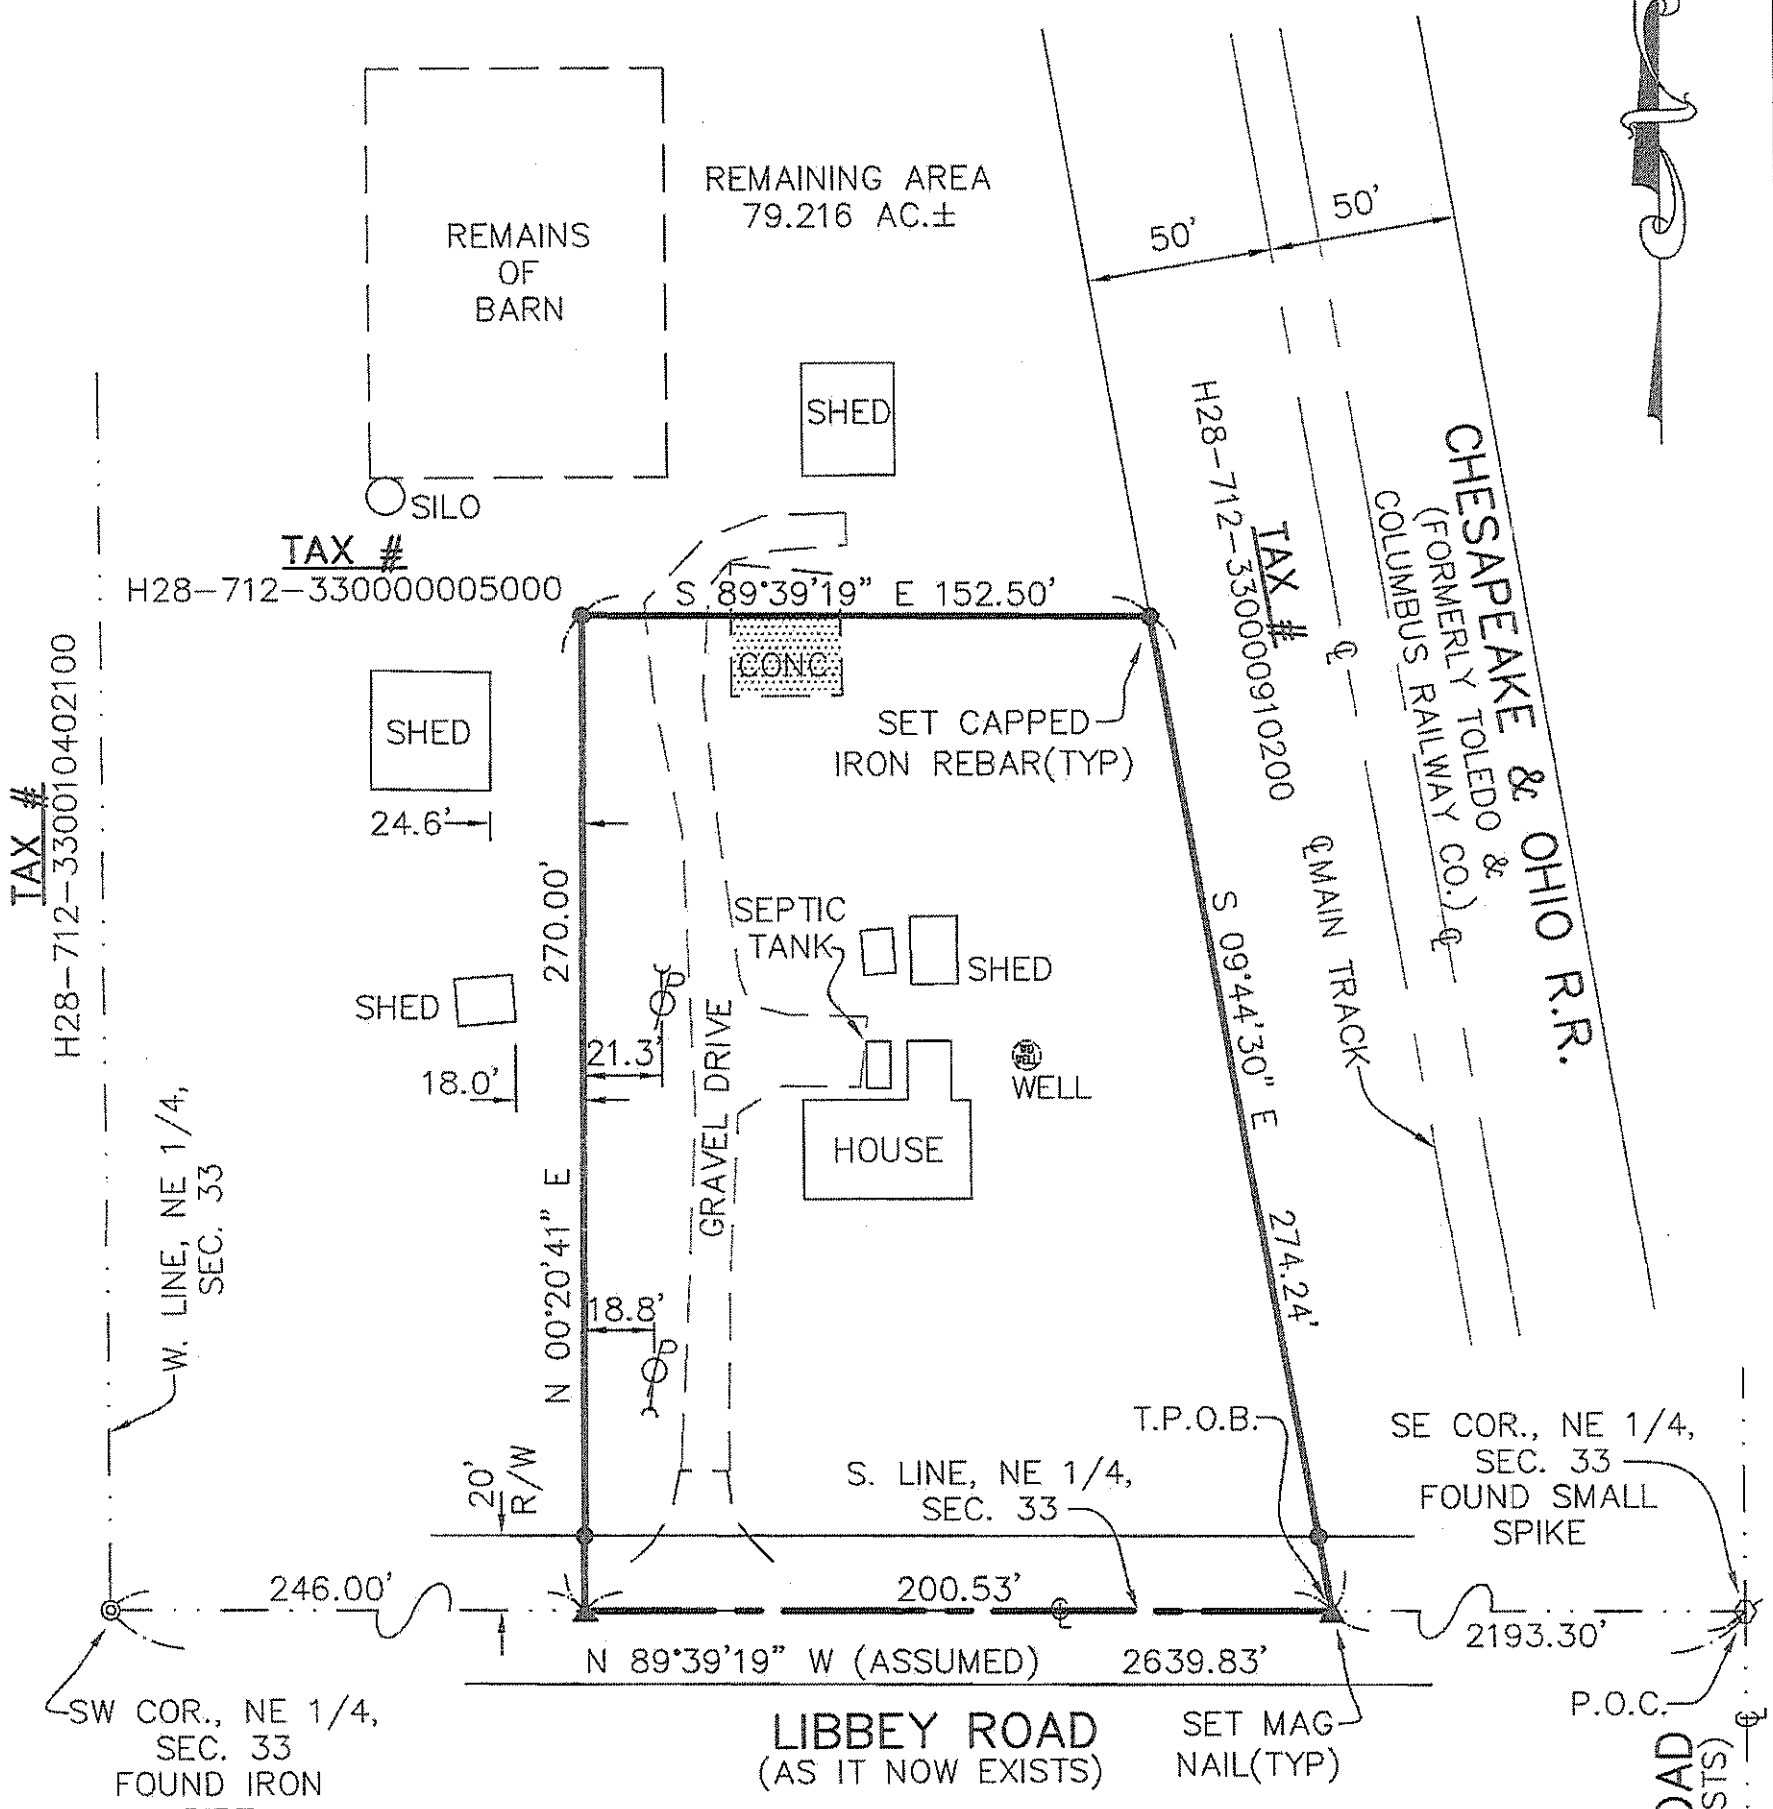 REMAINING AREA
79.216 AC.±
REMAINS
OF
BARN
50'
50'
SHED
SILO
TAX #
H28-712-330000005000
S 89°39'19" E 152.50'
CONC
SET CAPPED
IRON REBAR(TYP)
TAX #
H28-712-330000910200
CHESAPEAKE & OHIO R.R.
(FORMERLY TOLEDO &
COLUMBUS RAILWAY CO.)
℄
℄
℄ MAIN TRACK
TAX #
H28-712-330010402100
SHED
24.6'
270.00'
N 00°20'41" E
SHED
18.0'
21.3'
P
SEPTIC
TANK
SHED
WELL
HOUSE
GRAVEL DRIVE
S 09°44'30" E 274.24'
W. LINE, NE 1/4,
SEC. 33
18.8'
P
20'
R/W
T.P.O.B.
S. LINE, NE 1/4,
SEC. 33
SE COR., NE 1/4,
SEC. 33
FOUND SMALL
SPIKE
246.00'
200.53'
℄
2193.30'
N 89°39'19" W (ASSUMED) 2639.83'
SW COR., NE 1/4,
SEC. 33
FOUND IRON
LIBBEY ROAD
(AS IT NOW EXISTS)
SET MAG
NAIL(TYP)
P.O.C.
℄